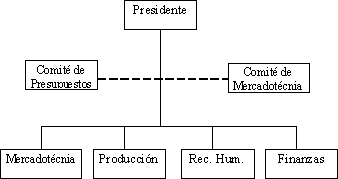 Presidente
Comité de
Presupuestos
Comité de
Mercadotécnia
Mercadotécnia
Producción
Rec. Hum.
Finanzas